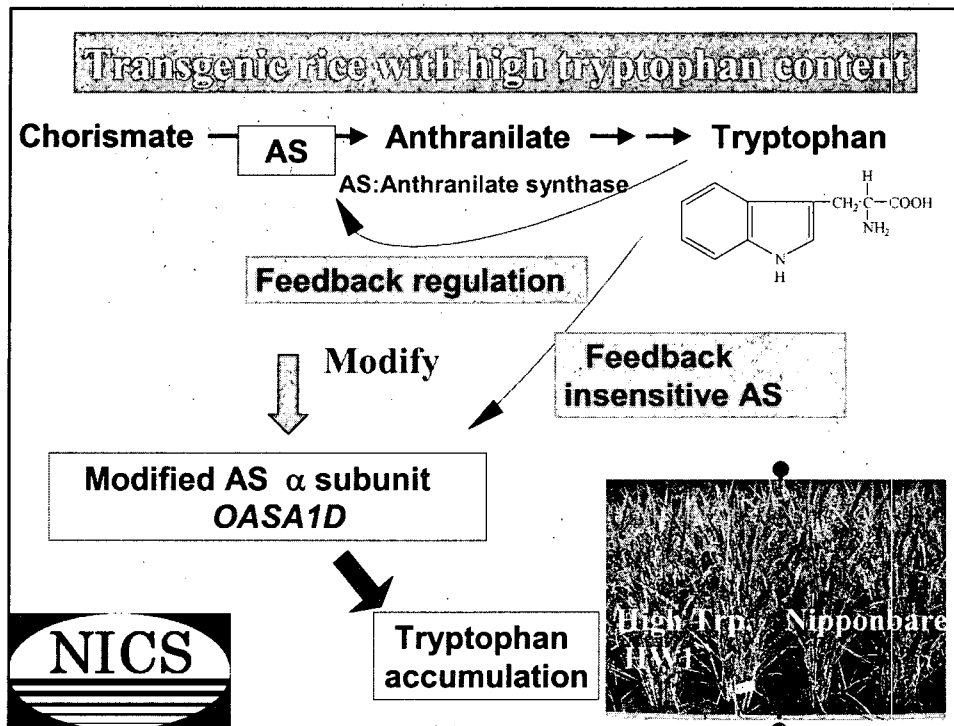 Transgenic rice with high tryptophan content
Chorismate AS Anthranilate Tryptophan
AS:Anthranilate synthase
H
CH2 C COOH
NH2
N
H
Feedback regulation
Modify
Feedback
insensitive AS
Modified AS α subunit
OASA1D
Tryptophan
accumulation
High Trp. Nipponbare
HW1
NICS